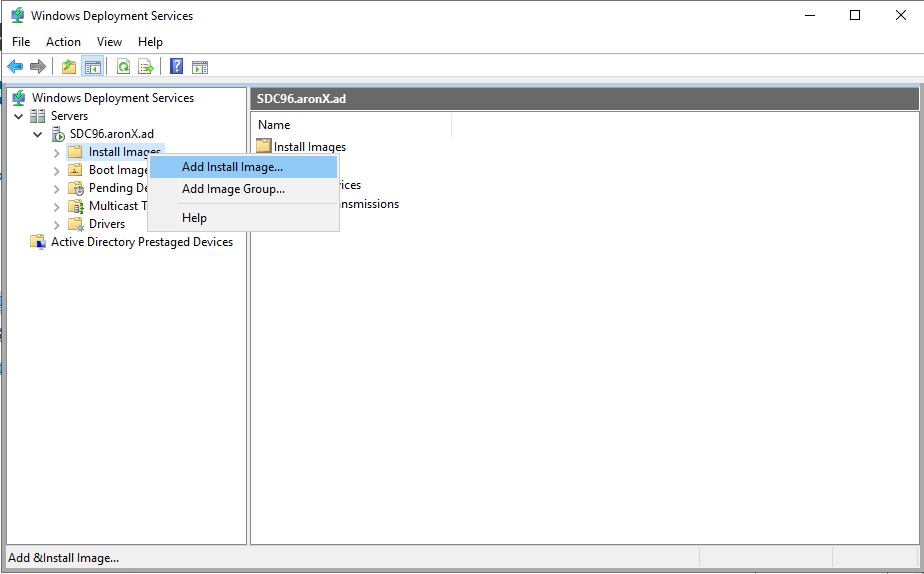 Windows Deployment Services
File Action View Help
Windows Deployment Services
Servers
SDC96.aronX.ad
Install Images
Boot Image
Pending De
Multicast T
Drivers
Active Directory Prestaged Devices
Add Install Image...
Add Image Group...
Help
SDC96.aronX.ad
Name
Install Images
vices
nsmissions
Add &Install Image...